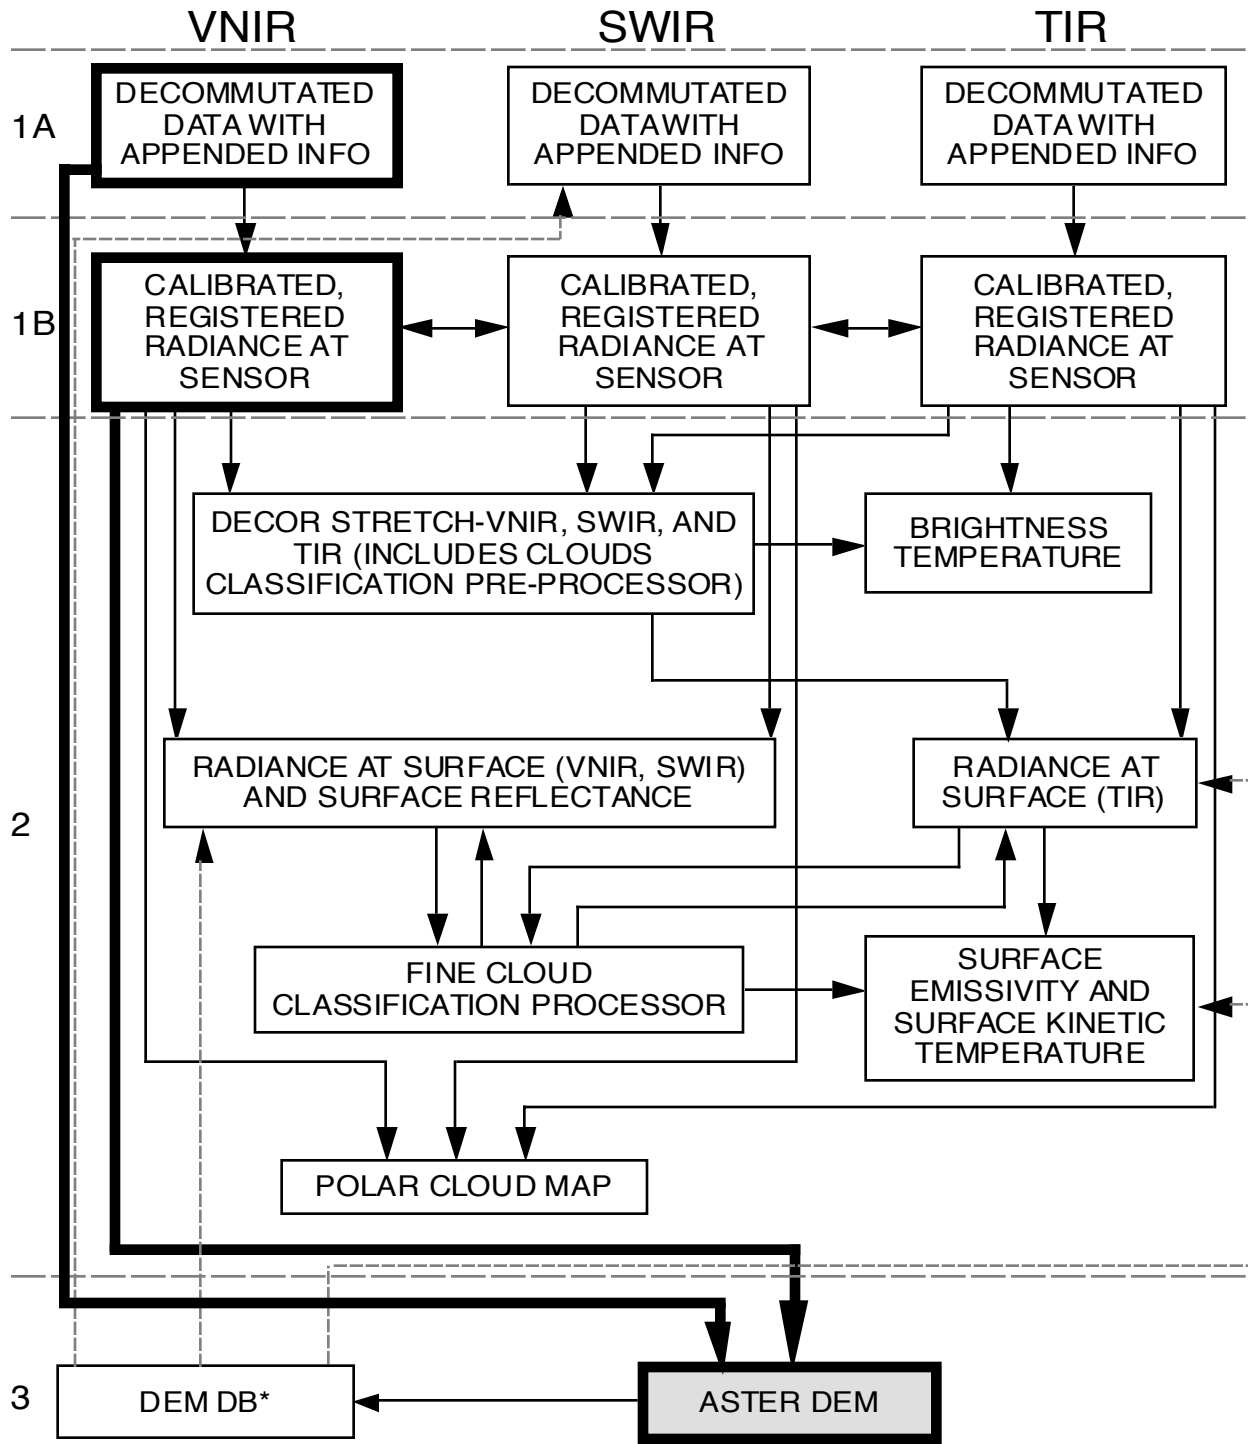 VNIR
SWIR
TIR
1A
DECOMMUTATED
DATA WITH
APPENDED INFO
DECOMMUTATED
DATA WITH
APPENDED INFO
DECOMMUTATED
DATA WITH
APPENDED INFO
1B
CALIBRATED,
REGISTERED
RADIANCE AT
SENSOR
CALIBRATED,
REGISTERED
RADIANCE AT
SENSOR
CALIBRATED,
REGISTERED
RADIANCE AT
SENSOR
DECOR STRETCH-VNIR, SWIR, AND
TIR (INCLUDES CLOUDS
CLASSIFICATION PRE-PROCESSOR)
BRIGHTNESS
TEMPERATURE
2
RADIANCE AT SURFACE (VNIR, SWIR)
AND SURFACE REFLECTANCE
RADIANCE AT
SURFACE (TIR)
FINE CLOUD
CLASSIFICATION PROCESSOR
SURFACE
EMISSIVITY AND
SURFACE KINETIC
TEMPERATURE
POLAR CLOUD MAP
3
DEM DB*
ASTER DEM